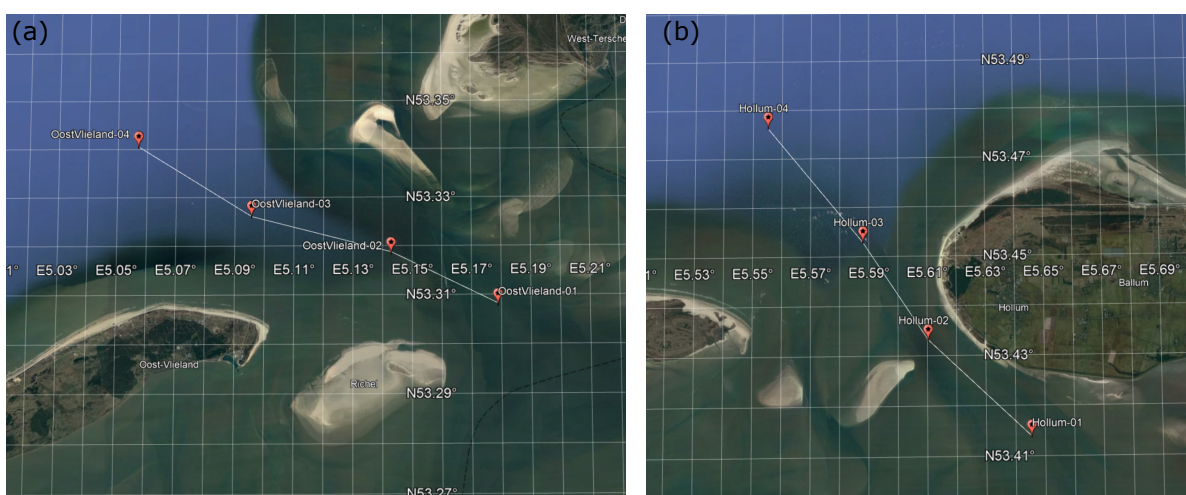 (a)
D
West-Tersche
N53.35°
OostVlieland-04
N53.33°
OostVlieland-03
OostVlieland-02
1° E5.03° E5.05° E5.07° E5.09° E5.11° E5.13° E5.15° E5.17° E5.19° E5.21°
N53.31° OostVlieland-01
Oost-Vlieland
Richel
N53.29°
N53.27°
(b)
N53.49°
Hollum-04
N53.47°
Hollum-03
N53.45°
1° E5.53° E5.55° E5.57° E5.59° E5.61° E5.63° E5.65° E5.67° E5.69°
Ballum
Hollum
Hollum-02
N53.43°
Hollum-01
N53.41°